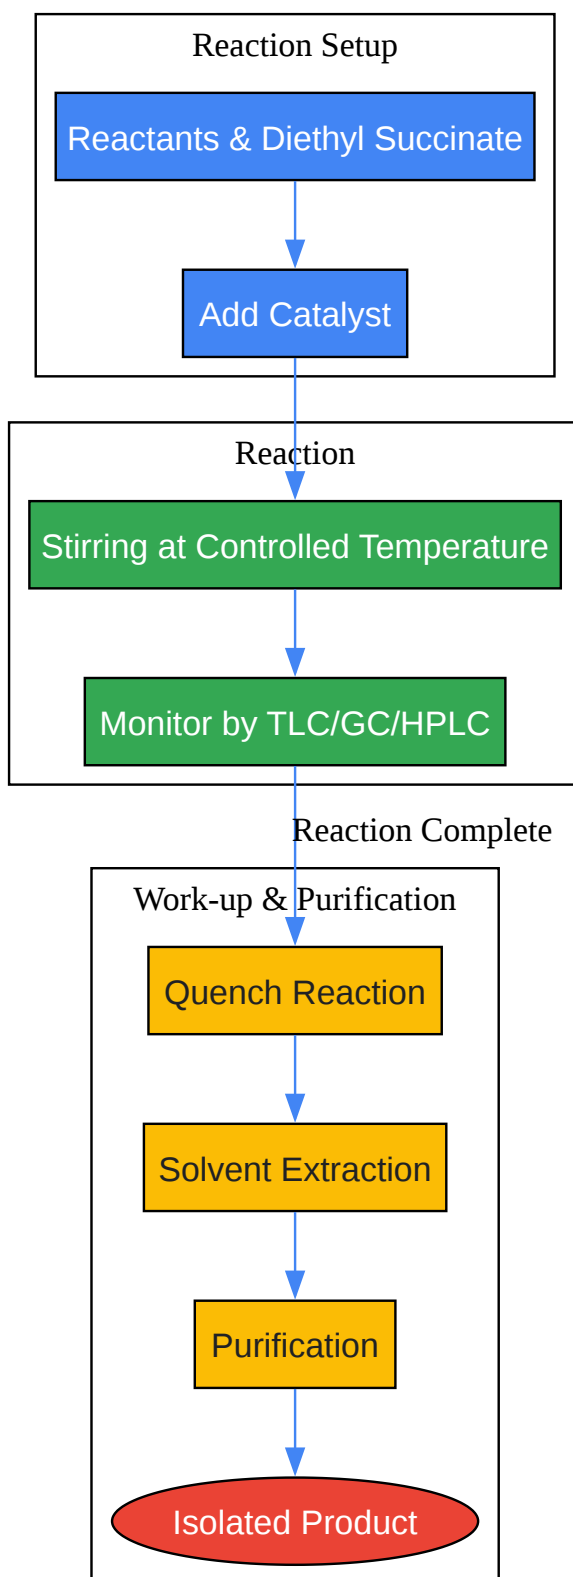 Reaction Setup
Reactants & Diethyl Succinate
Add Catalyst
Reaction
Stirring at Controlled Temperature
Monitor by TLC/GC/HPLC
Reaction Complete
Work-up & Purification
Quench Reaction
Solvent Extraction
Purification
Isolated Product